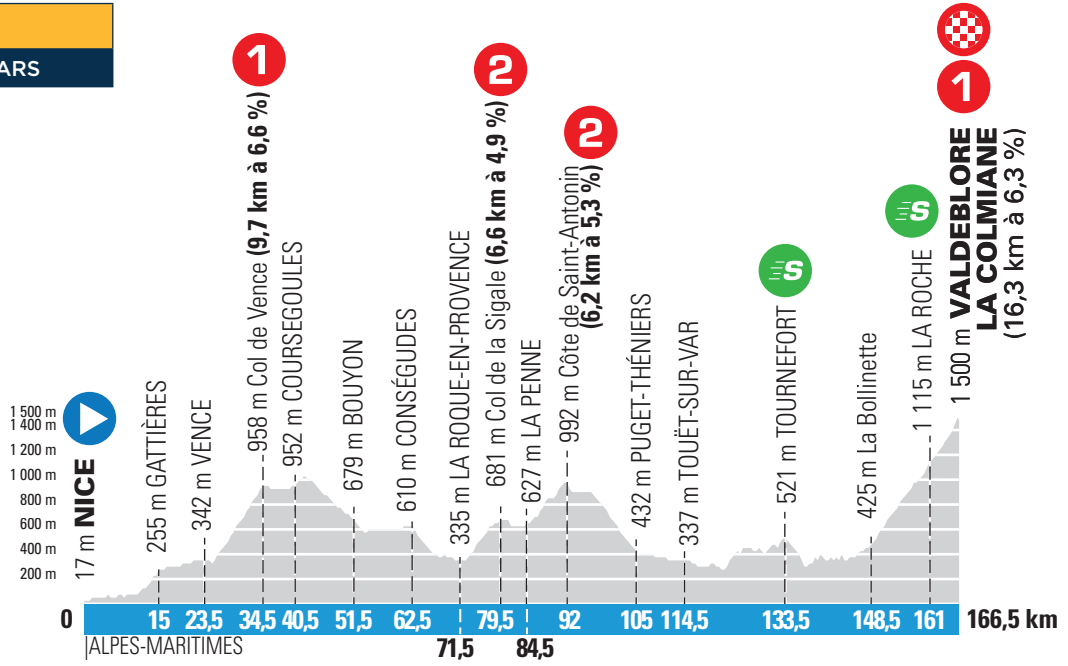 ARS
1 500 m
1 400 m
1 200 m
1 000 m
800 m
600 m
400 m
200 m
17 m NICE
255 m GATTIÈRES
342 m VENCE
1
958 m Col de Vence (9,7 km à 6,6 %)
952 m COURSEGOULES
679 m BOUYON
610 m CONSÉGUDES
335 m LA ROQUE-EN-PROVENCE
2
681 m Col de la Sigale (6,6 km à 4,9 %)
627 m LA PENNE
2
992 m Côte de Saint-Antonin
(6,2 km à 5,3 %)
432 m PUGET-THÉNIERS
337 m TOUËT-SUR-VAR
S
521 m TOURNEFORT
425 m La Bollinette
S
1 115 m LA ROCHE
1
1 500 m VALDEBLORE
LA COLMIANE
(16,3 km à 6,3 %)
0 15 23,5 34,5 40,5 51,5 62,5 79,5 92 105 114,5 133,5 148,5 161 166,5 km
ALPES-MARITIMES 71,5 84,5